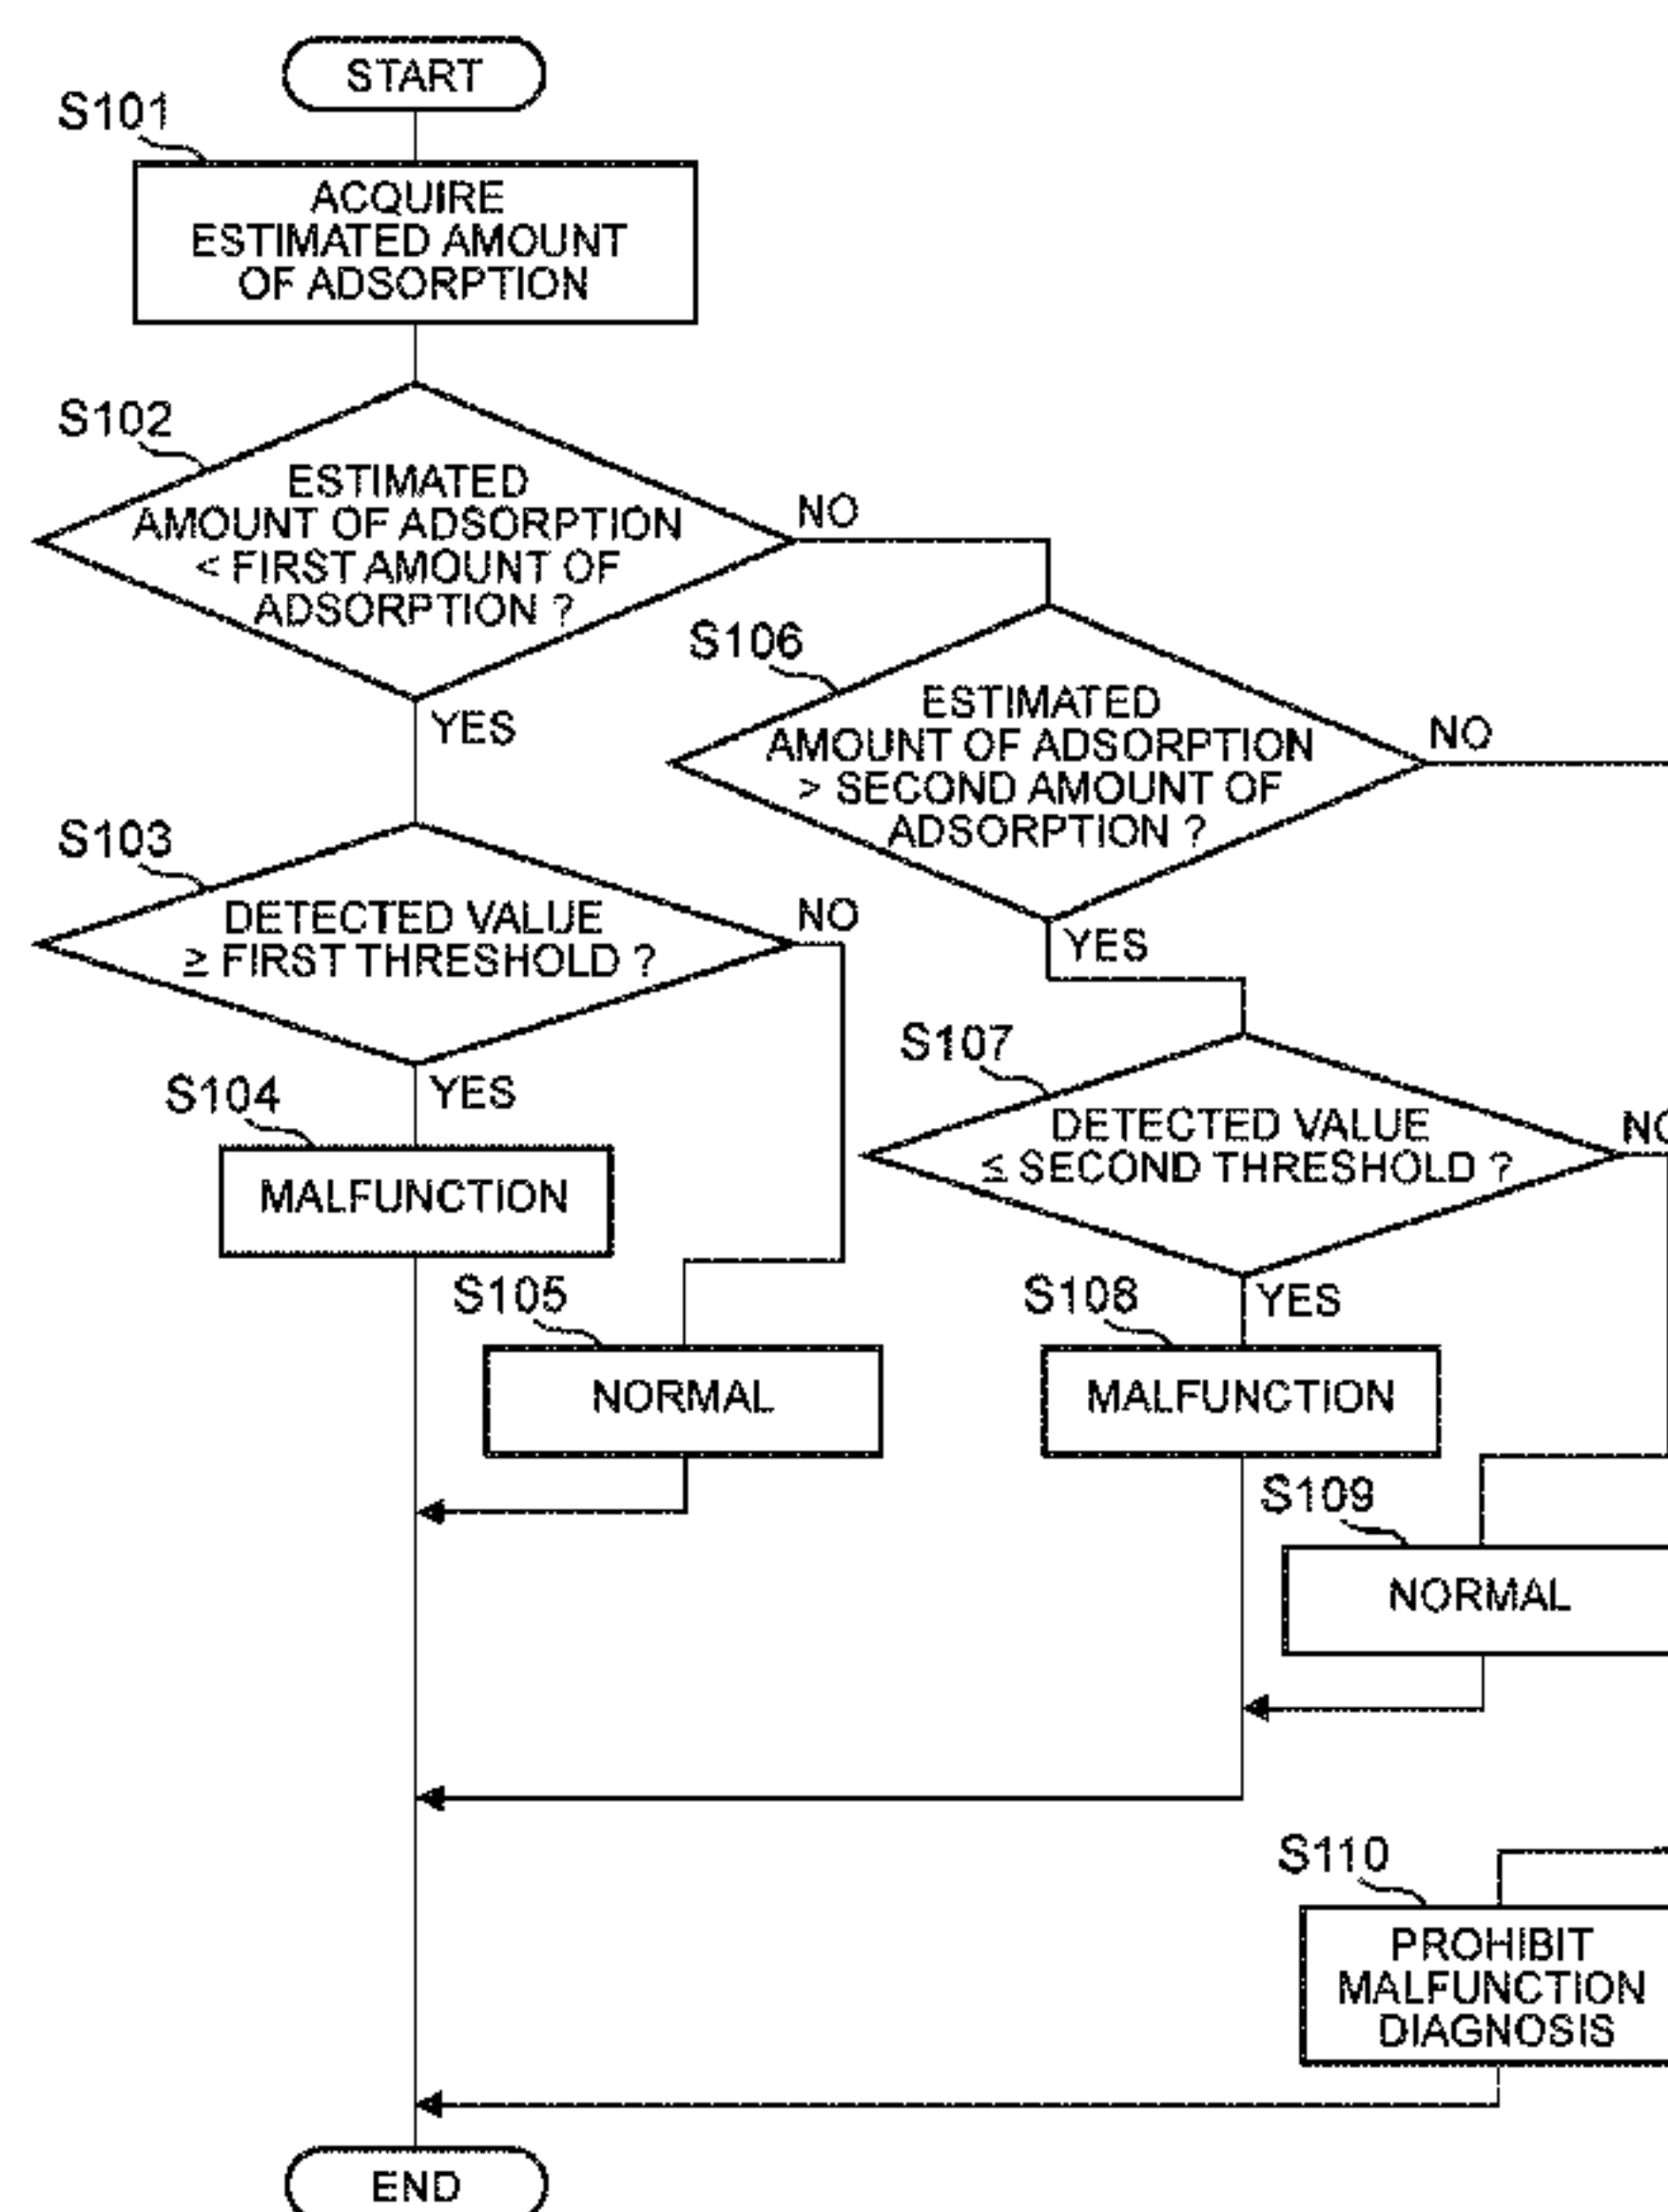 START
S101
ACQUIRE
ESTIMATED AMOUNT
OF ADSORPTION
S102
ESTIMATED
AMOUNT OF ADSORPTION
< FIRST AMOUNT OF
ADSORPTION ?
NO
YES
S106
ESTIMATED
AMOUNT OF ADSORPTION
> SECOND AMOUNT OF
ADSORPTION ?
NO
YES
S103
DETECTED VALUE
≥ FIRST THRESHOLD ?
NO
YES
S107
DETECTED VALUE
≤ SECOND THRESHOLD ?
NO
YES
S104
MALFUNCTION
S105
NORMAL
S108
MALFUNCTION
S109
NORMAL
S110
PROHIBIT
MALFUNCTION
DIAGNOSIS
END